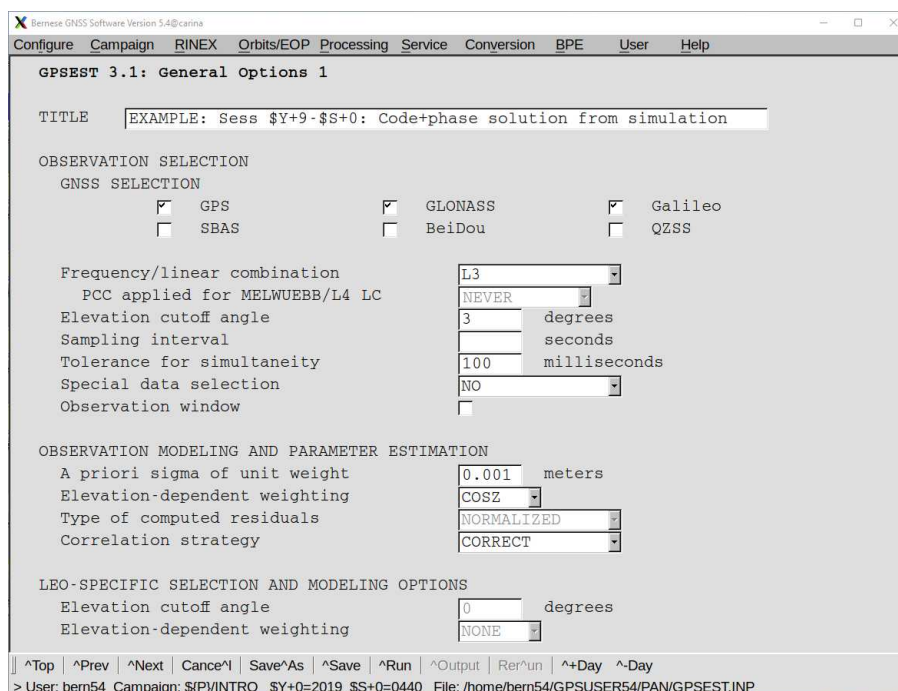 Bernese GNSS Software Version 5.4@carina
Configure Campaign RINEX Orbits/EOP Processing Service Conversion BPE User Help
GPSEST 3.1: General Options 1
TITLE EXAMPLE: Sess $Y+9-$S+0: Code+phase solution from simulation
OBSERVATION SELECTION
GNSS SELECTION
GPS GLONASS Galileo
SBAS BeiDou QZSS
Frequency/linear combination L3
PCC applied for MELWUEBB/L4 LC NEVER
Elevation cutoff angle 3 degrees
Sampling interval seconds
Tolerance for simultaneity 100 milliseconds
Special data selection NO
Observation window
OBSERVATION MODELING AND PARAMETER ESTIMATION
A priori sigma of unit weight 0.001 meters
Elevation-dependent weighting COSZ
Type of computed residuals NORMALIZED
Correlation strategy CORRECT
LEO-SPECIFIC SELECTION AND MODELING OPTIONS
Elevation cutoff angle 0 degrees
Elevation-dependent weighting NONE
^Top ^Prev ^Next Cance^l Save^As ^Save ^Run ^Output Rer^un ^+Day ^-Day
> User: bern54 Campaign: ${P}/INTRO $Y+0=2019 $S+0=0440 File: /home/bern54/GPSUSER54/PAN/GPSEST.INP